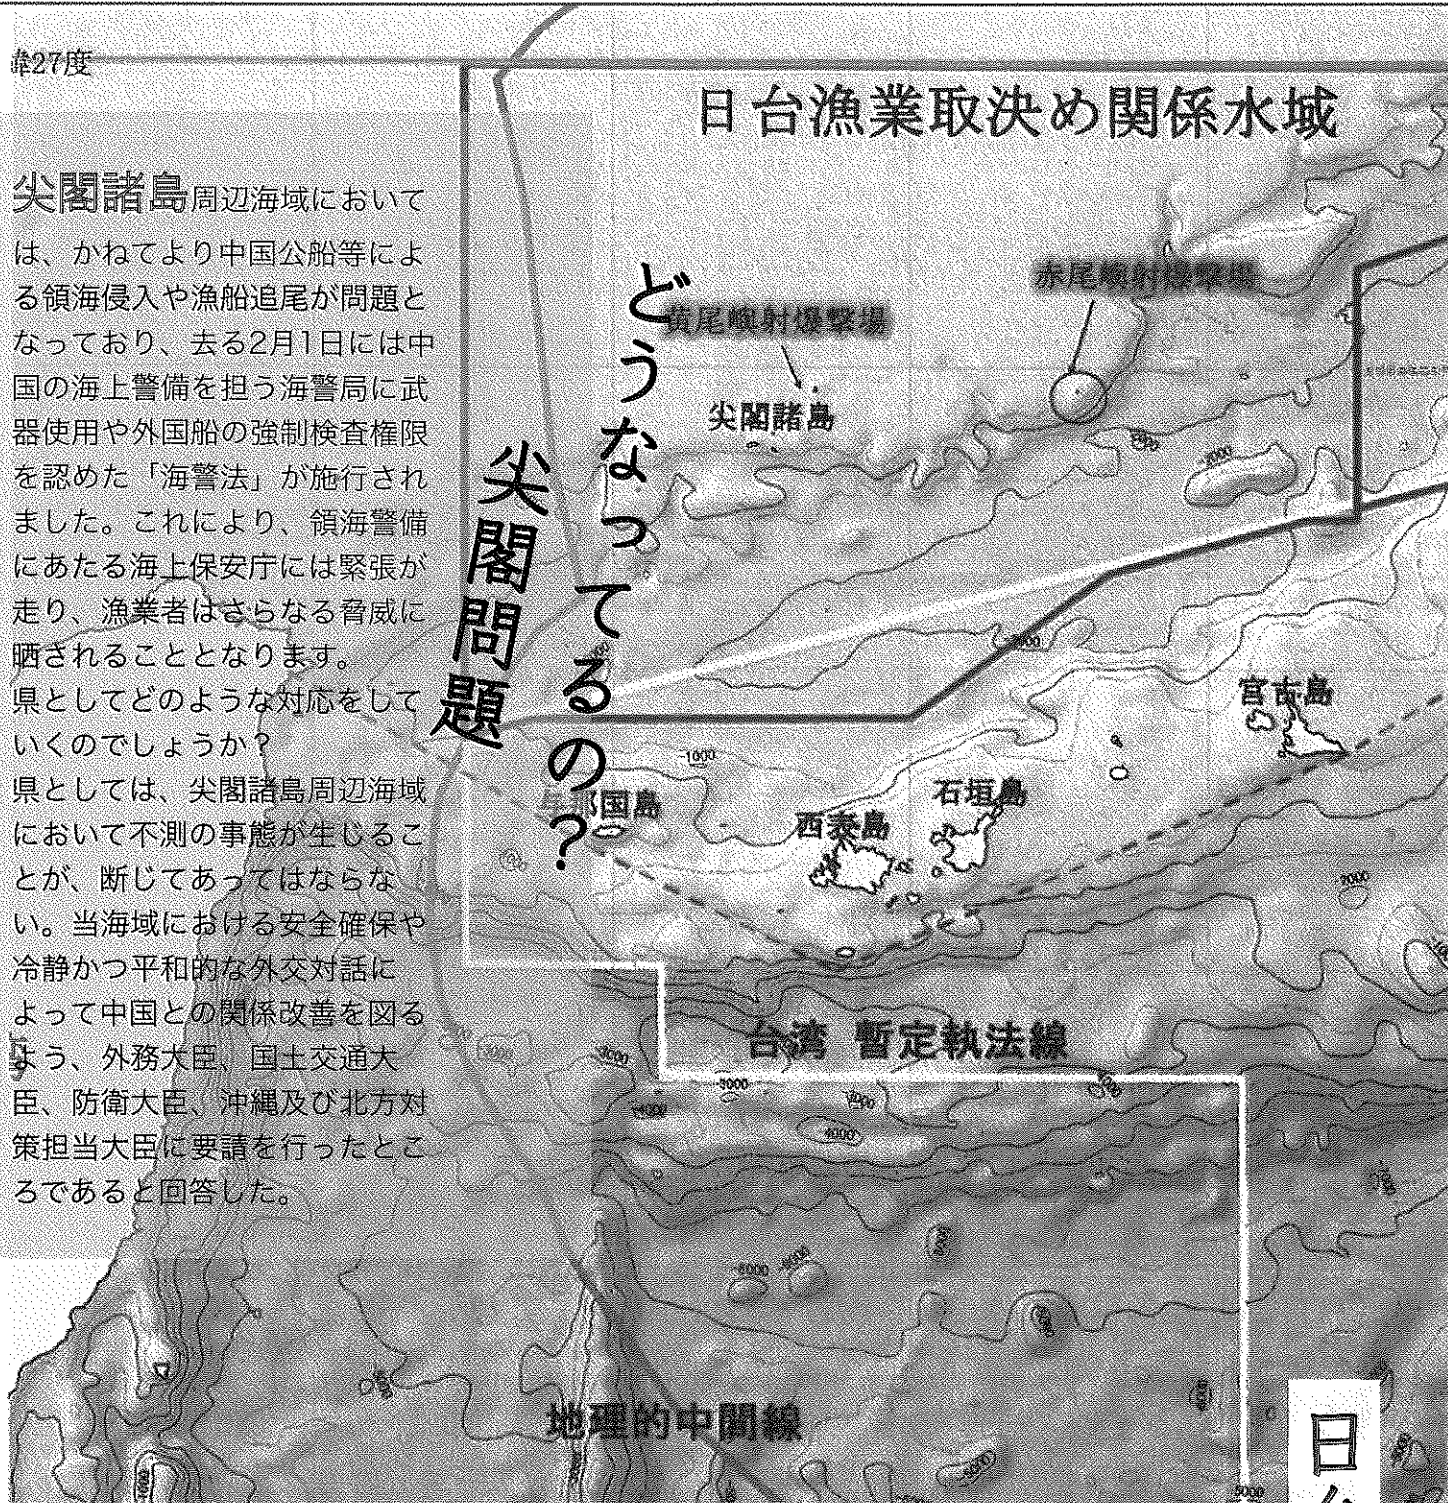 緯27度
日台漁業取決め関係水域
尖閣諸島周辺海域において
は、かねてより中国公船等によ
る領海侵入や漁船追尾が問題と
なっており、去る2月1日には中
国の海上警備を担う海警局に武
器使用や外国船の強制検査権限
を認めた「海警法」が施行され
ました。これにより、領海警備
にあたる海上保安庁には緊張が
走り、漁業者はさらなる脅威に
晒されることとなります。
県としてどのような対応をして
いくのでしょうか？
県としては、尖閣諸島周辺海域
において不測の事態が生じるこ
とが、断じてあってはならな
い。当海域における安全確保や
冷静かつ平和的な外交対話に
よって中国との関係改善を図る
よう、外務大臣、国土交通大
臣、防衛大臣、沖縄及び北方対
策担当大臣に要請を行ったとこ
ろであると回答した。
どうなってるの？
尖閣問題
黄尾嶼射爆撃場
赤尾嶼射爆撃場
尖閣諸島
宮古島
石垣島
西表島
与那国島
-1000
2000
台湾 暫定執法線
地理的中間線
日